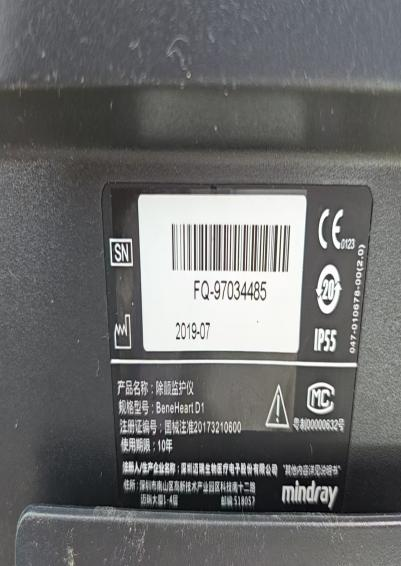 SN
FQ-97034485
2019-07
CE 0123
20
IP55
047-010678-00(2.0)
产品名称：除颤监护仪
规格型号：BeneHeart D1
注册证编号：国械注准20173210600
使用期限：10年
MC
粤制00000632号
注册人/生产企业名称：深圳迈瑞生物医疗电子股份有限公司
住所：深圳市南山区高新技术产业园区科技南十二路
迈瑞大厦1-4层 邮编 518057
"其他内容详见说明书"
mindray